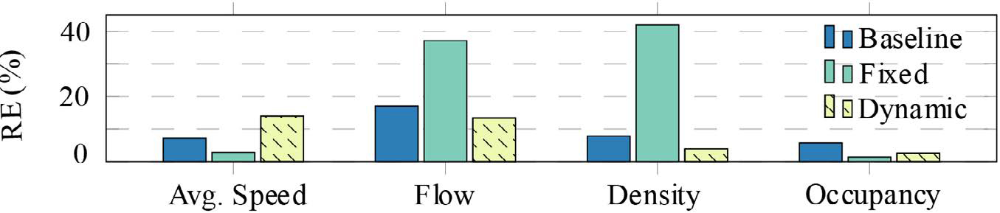 RE (%)
40
20
0
Baseline
Fixed
Dynamic
Avg. Speed
Flow
Density
Occupancy